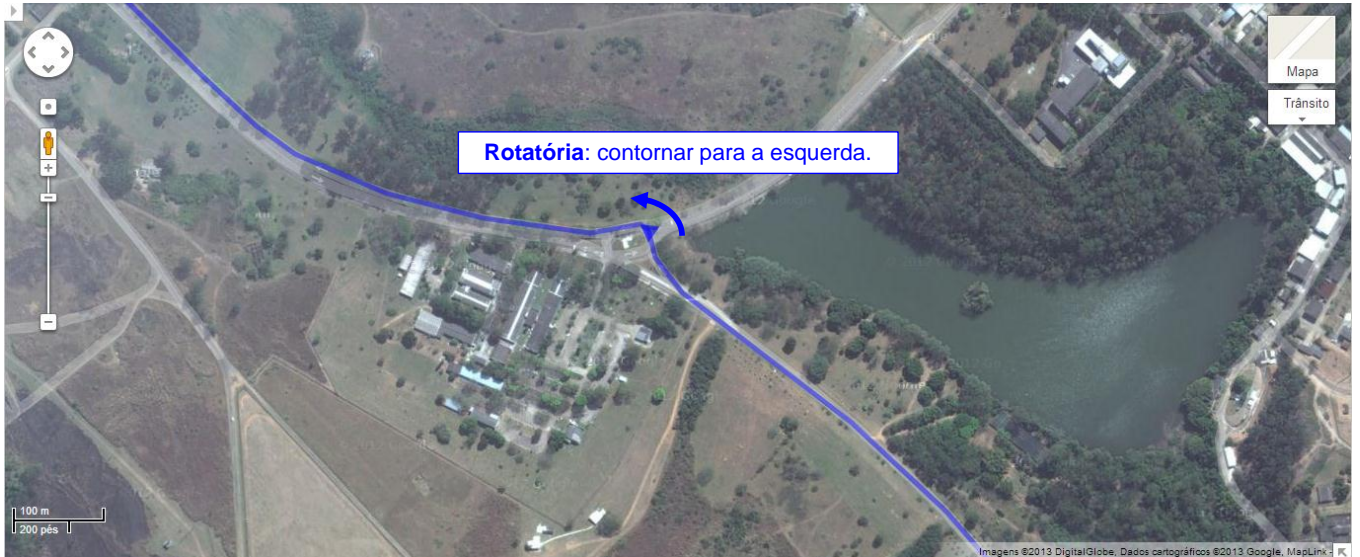 Mapa
Trânsito
Rotatória: contornar para a esquerda.
100 m
200 pés
Imagens ©2013 DigitalGlobe, Dados cartográficos ©2013 Google, MapLink -